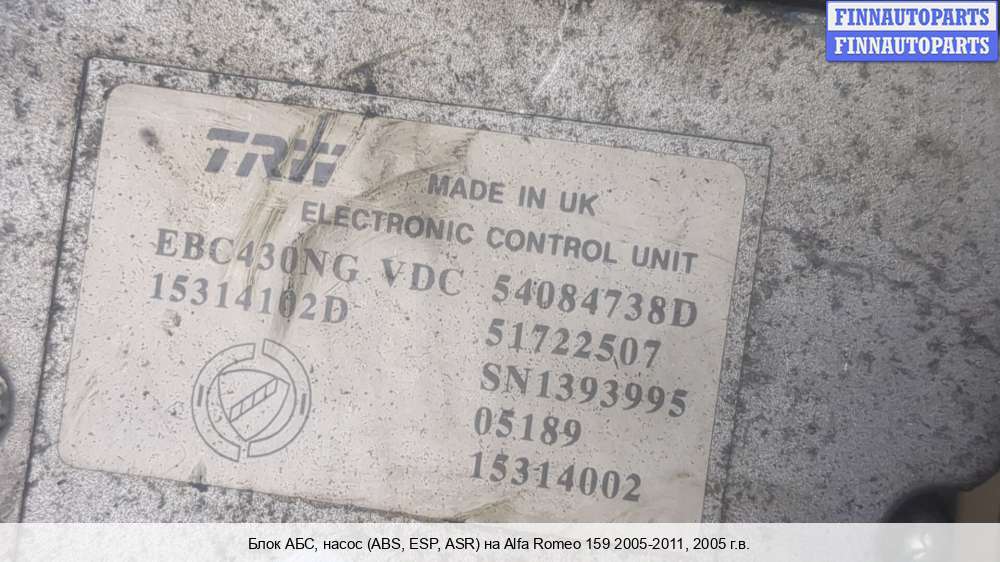 FINNAUTOPARTS
FINNAUTOPARTS
TRW
MADE IN UK
ELECTRONIC CONTROL UNIT
EBC430NG VDC 54084738D
15314102D
51722507
SN1393995
05189
15314002
Блок АБС, насос (ABS, ESP, ASR) на Alfa Romeo 159 2005-2011, 2005 г.в.